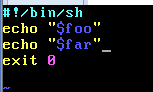 #!/bin/sh
echo "$foo"
echo "$far"
exit 0
~